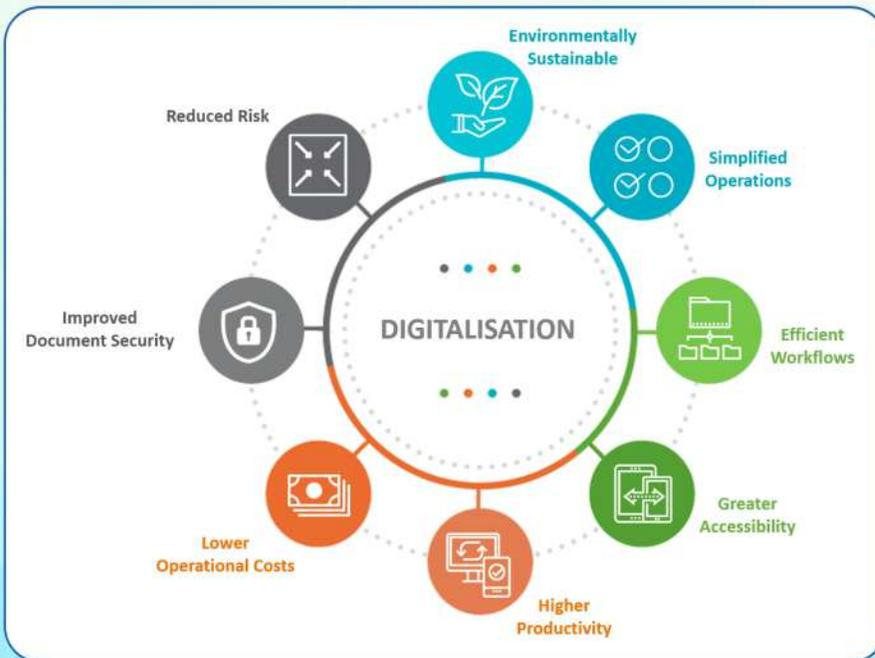 Environmentally
Sustainable
Reduced Risk
Simplified
Operations
Improved
Document Security
DIGITALISATION
Efficient
Workflows
Greater
Accessibility
Lower
Operational Costs
Higher
Productivity